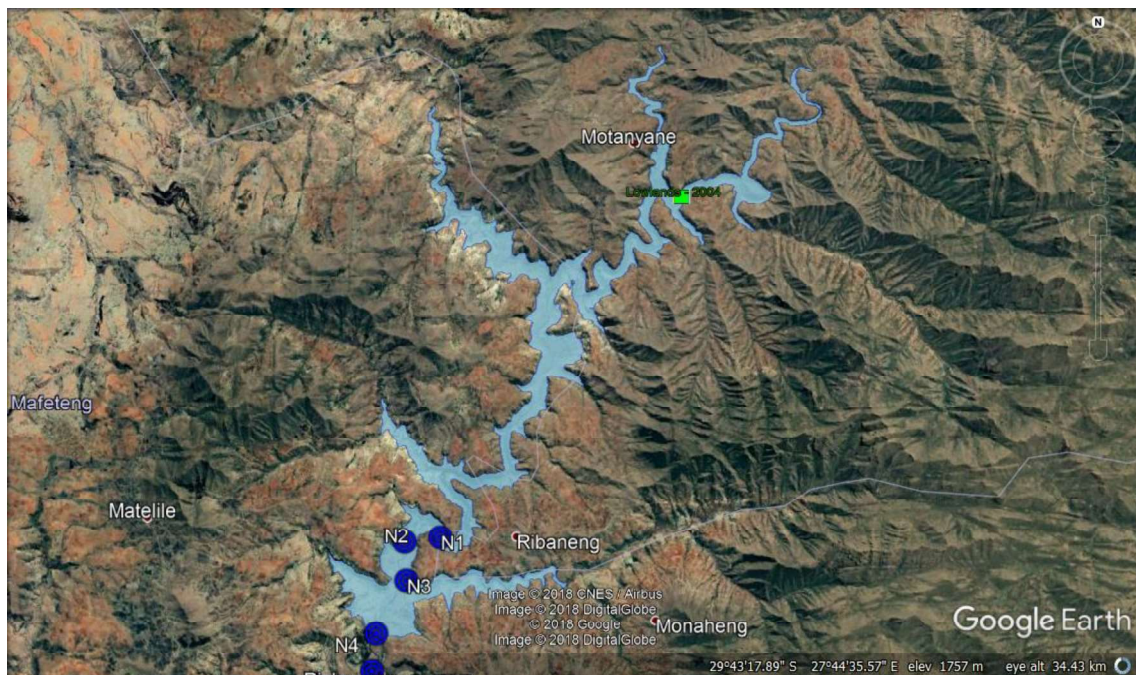 N
Motanyane
2004
Mafeteng
Matelile
N2
N1
Ribaneng
N3
Image © 2018 CNES / Airbus
Image © 2018 DigitalGlobe
© 2018 Google
Image © 2018 DigitalGlobe
Monaheng
Google Earth
N4
29°43'17.89" S 27°44'35.57" E elev 1757 m eye alt 34.43 km